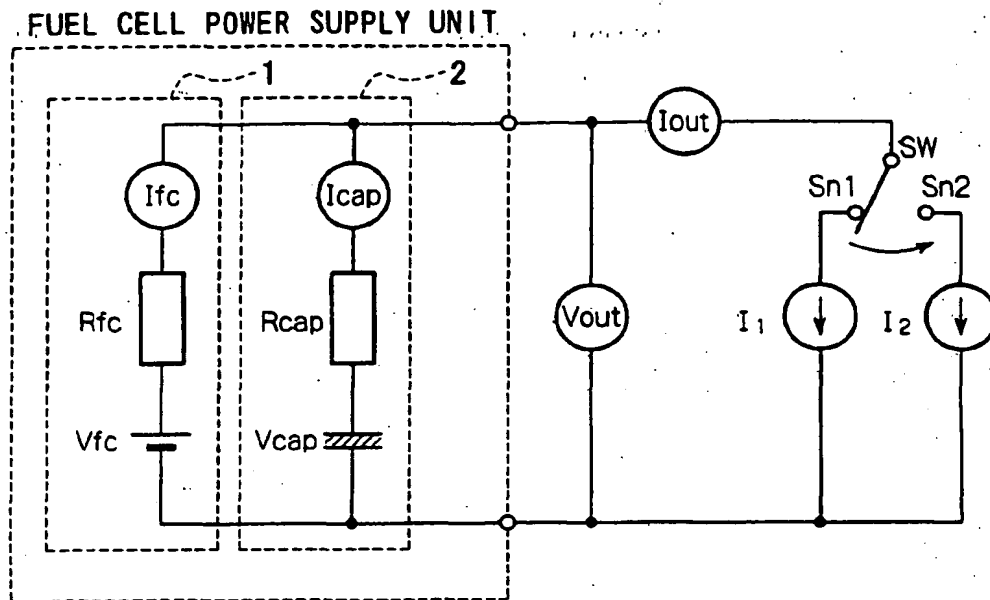 FUEL CELL POWER SUPPLY UNIT
1
2
Iout
SW
Ifc
Icap
Sn1
Sn2
Rfc
Rcap
Vout
I1
I2
Vfc
Vcap